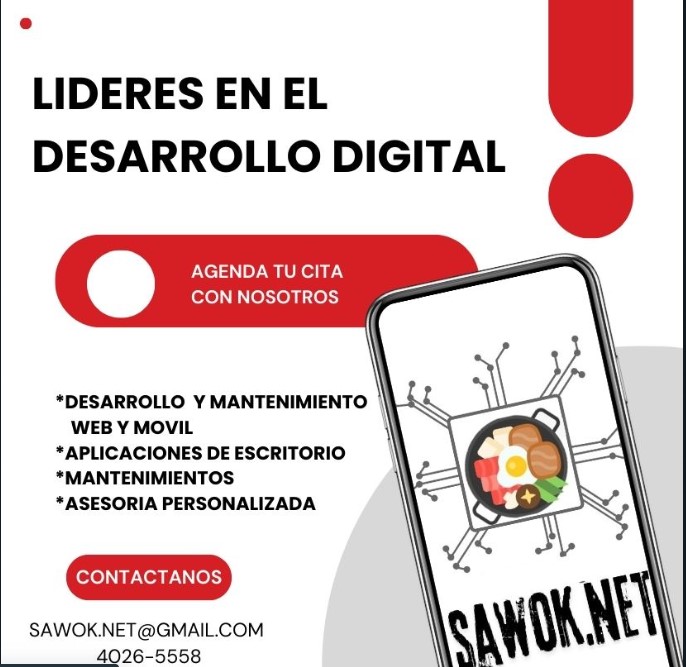 LIDERES EN EL
DESARROLLO DIGITAL
AGENDA TU CITA
CON NOSOTROS
*DESARROLLO Y MANTENIMIENTO
WEB Y MOVIL
*APLICACIONES DE ESCRITORIO
*MANTENIMIENTOS
*ASESORIA PERSONALIZADA
CONTACTANOS
SAWOK.NET@GMAIL.COM
4026-5558
SAWOK.NET